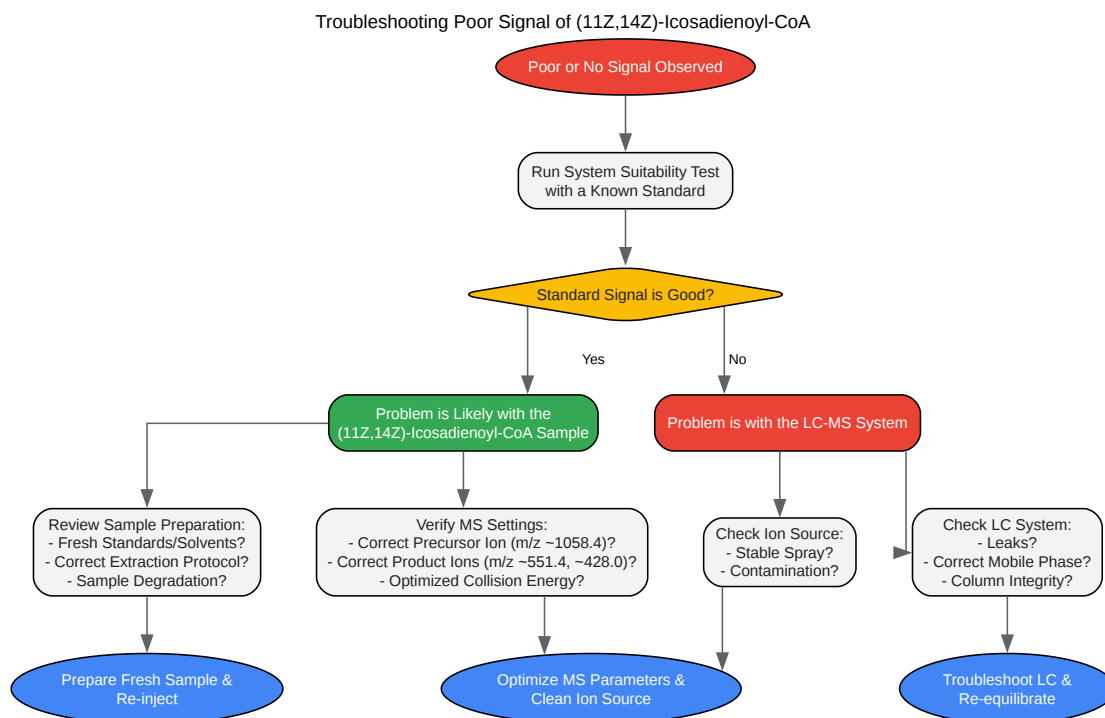 Troubleshooting Poor Signal of (11Z,14Z)-Icosadienoyl-CoA
Poor or No Signal Observed
Run System Suitability Test
with a Known Standard
Standard Signal is Good?
Yes
No
Problem is Likely with the
(11Z,14Z)-Icosadienoyl-CoA Sample
Problem is with the LC-MS System
Review Sample Preparation:
- Fresh Standards/Solvents?
- Correct Extraction Protocol?
- Sample Degradation?
Verify MS Settings:
- Correct Precursor Ion (m/z ~1058.4)?
- Correct Product Ions (m/z ~551.4, ~428.0)?
- Optimized Collision Energy?
Check Ion Source:
- Stable Spray?
- Contamination?
Check LC System:
- Leaks?
- Correct Mobile Phase?
- Column Integrity?
Prepare Fresh Sample &
Re-inject
Optimize MS Parameters &
Clean Ion Source
Troubleshoot LC &
Re-equilibrate